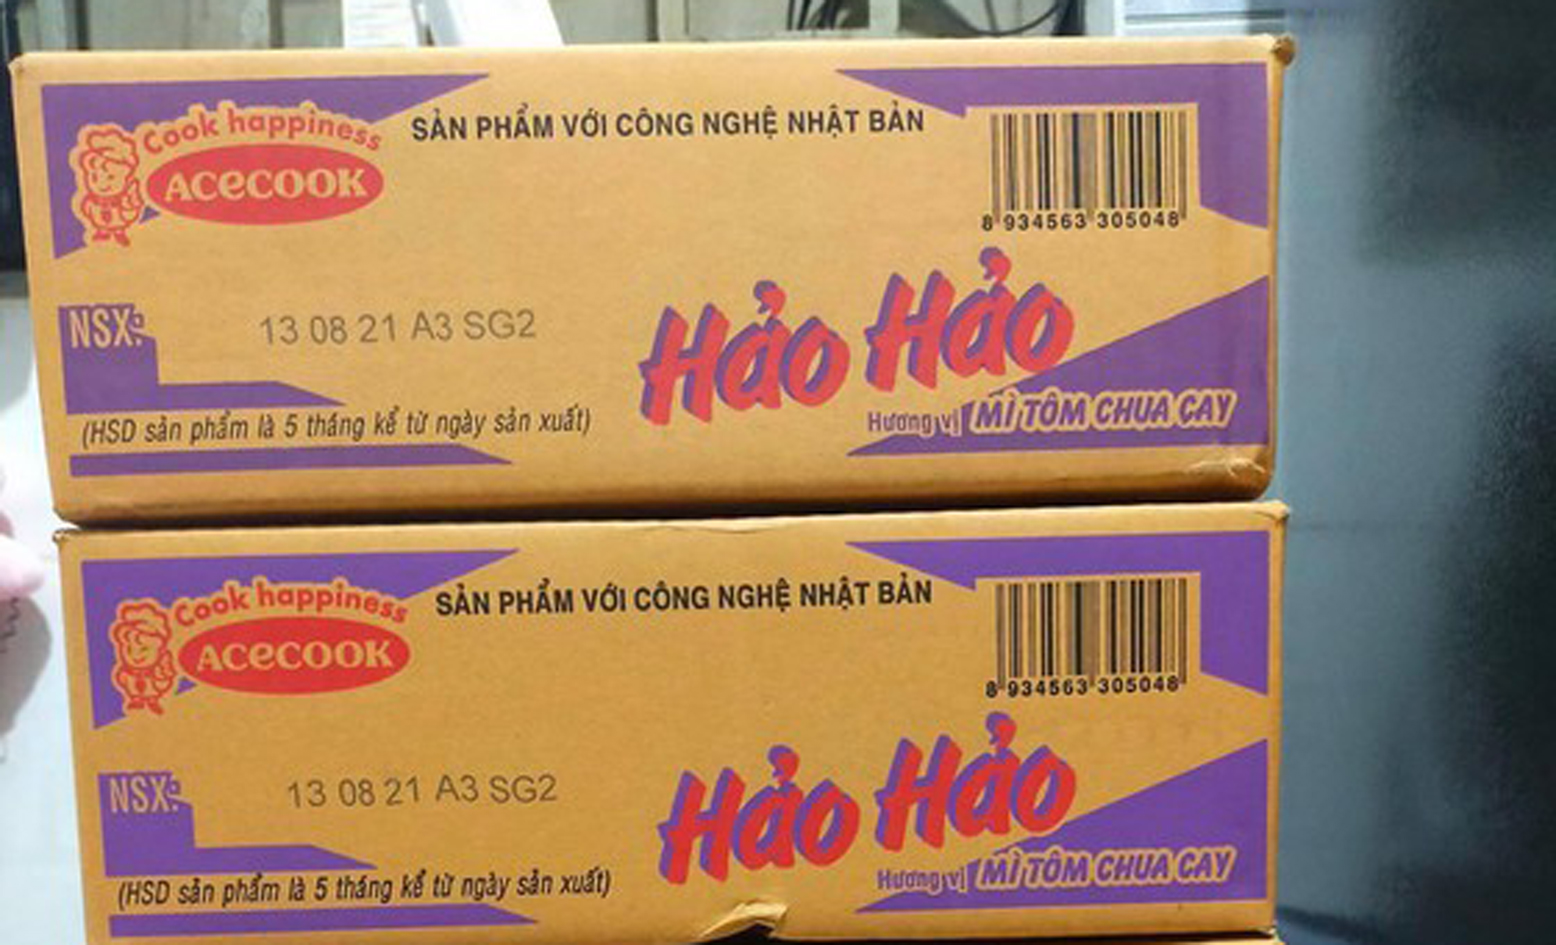 Cook happiness
ACECOOK
SẢN PHẨM VỚI CÔNG NGHỆ NHẬT BẢN
8 934563 305048
NSX:
13 08 21 A3 SG2
Hảo Hảo
Hương vị MÌ TÔM CHUA CAY
(HSD sản phẩm là 5 tháng kể từ ngày sản xuất)
Cook happiness
ACECOOK
SẢN PHẨM VỚI CÔNG NGHỆ NHẬT BẢN
8 934563 305048
NSX:
13 08 21 A3 SG2
Hảo Hảo
Hương vị MÌ TÔM CHUA CAY
(HSD sản phẩm là 5 tháng kể từ ngày sản xuất)